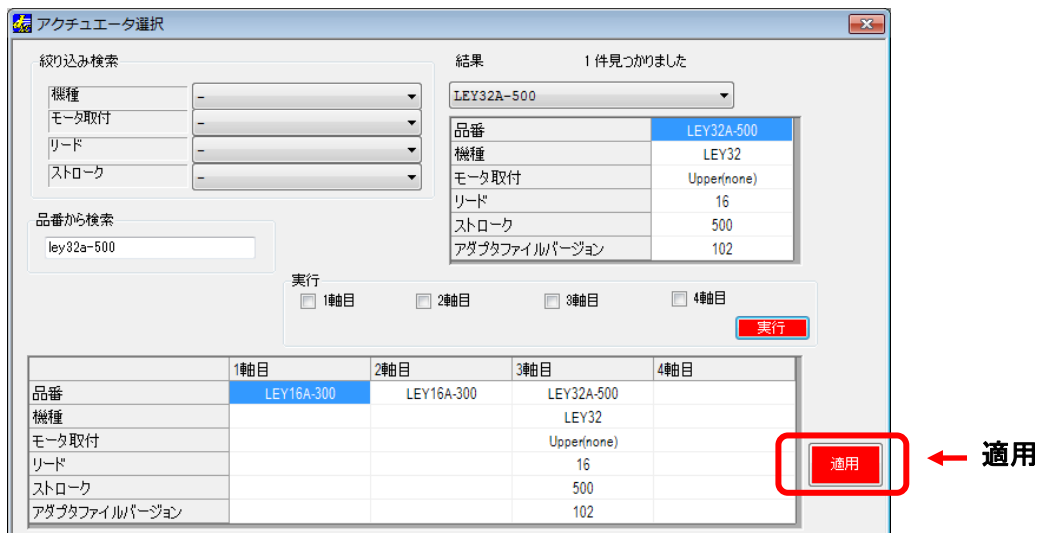 アクチュエータ選択
絞り込み検索
機種 -
モータ取付 -
リード -
ストローク -
結果 1 件見つかりました
LEY32A-500
品番 LEY32A-500
機種 LEY32
モータ取付 Upper(none)
リード 16
ストローク 500
アダプタファイルバージョン 102
品番から検索
ley32a-500
実行
1軸目 2軸目 3軸目 4軸目
実行
1軸目 2軸目 3軸目 4軸目
品番 LEY16A-300 LEY16A-300 LEY32A-500
機種 LEY32
モータ取付 Upper(none)
リード 16
ストローク 500
アダプタファイルバージョン 102
適用
適用